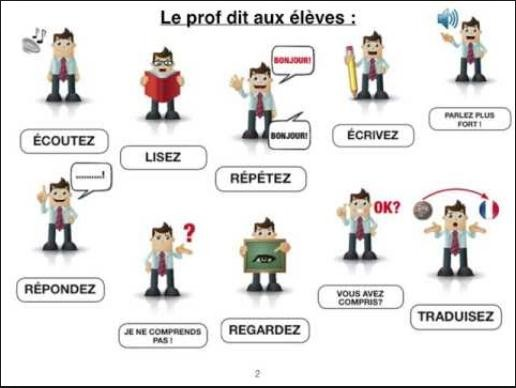 Le prof dit aux élèves :
BONJOUR!
BONJOUR!
ÉCOUTEZ
LISEZ
RÉPÉTEZ
ÉCRIVEZ
PARLEZ PLUS
FORT !
..........!
?
OK?
RÉPONDEZ
JE NE COMPRENDS
PAS !
REGARDEZ
VOUS AVEZ
COMPRIS?
TRADUISEZ
2